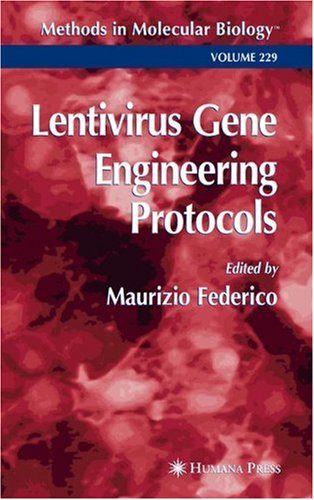 Methods in Molecular Biology™
VOLUME 229
Lentivirus Gene
Engineering
Protocols
Edited by
Maurizio Federico
HUMANA PRESS